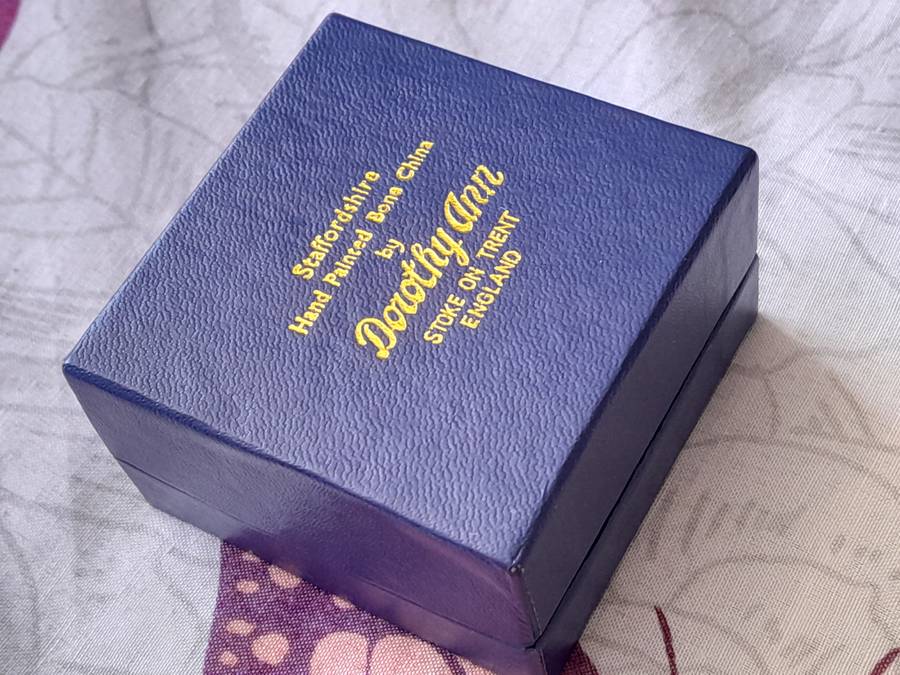 Staffordshire
Hand Painted Bone China
by
Dorothy Ann
STOKE ON TRENT
ENGLAND